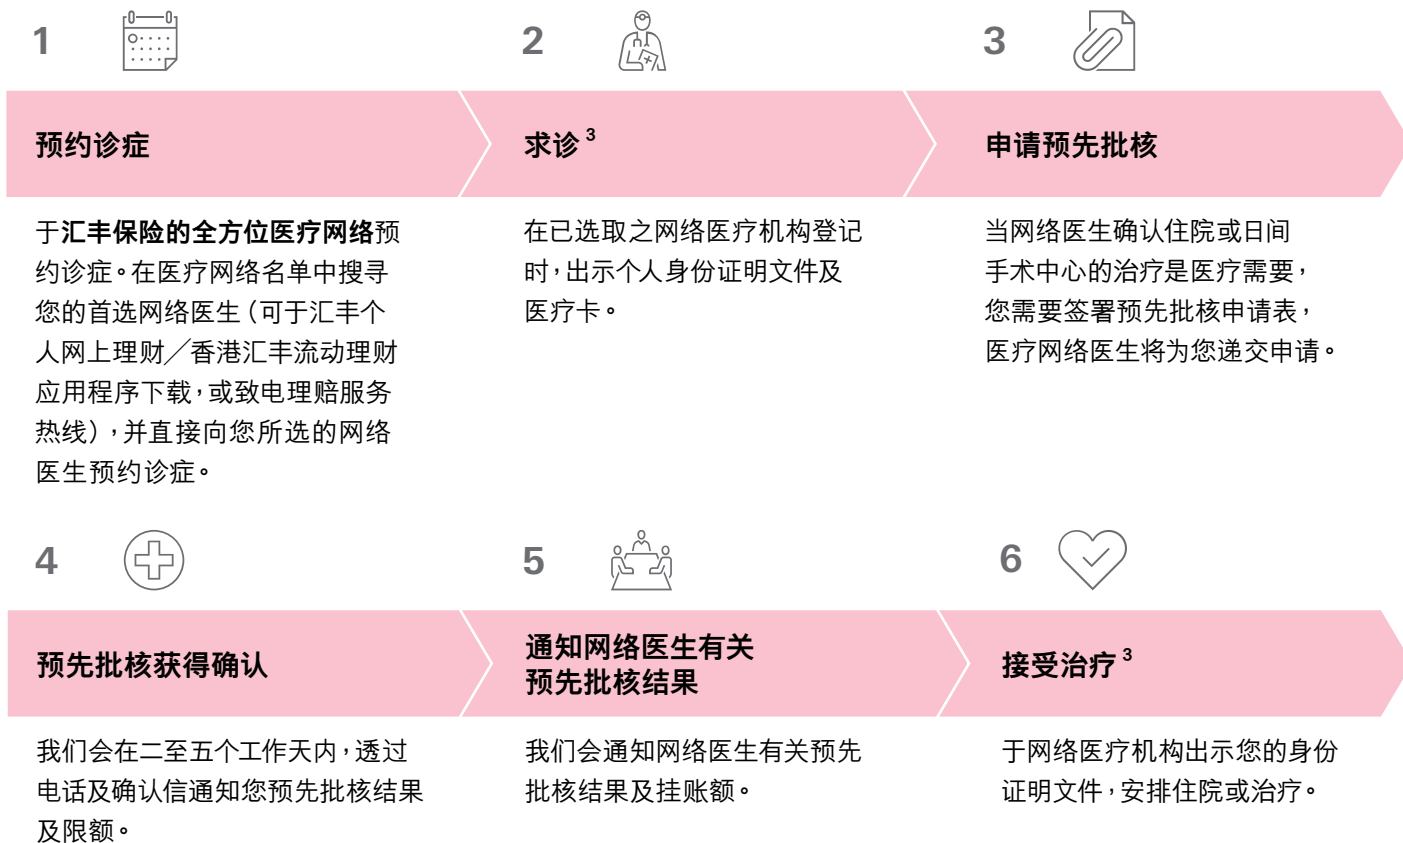 1
预约诊症
于汇丰保险的全方位医疗网络预
约诊症。在医疗网络名单中搜寻
您的首选网络医生（可于汇丰个
人网上理财╱香港汇丰流动理财
应用程序下载，或致电理赔服务
热线），并直接向您所选的网络
医生预约诊症。
2
求诊³
在已选取之网络医疗机构登记
时，出示个人身份证明文件及
医疗卡。
3
申请预先批核
当网络医生确认住院或日间
手术中心的治疗是医疗需要，
您需要签署预先批核申请表，
医疗网络医生将为您递交申请。
4
预先批核获得确认
我们会在二至五个工作天内，透过
电话及确认信通知您预先批核结果
及限额。
5
通知网络医生有关
预先批核结果
我们会通知网络医生有关预先
批核结果及挂账额。
6
接受治疗³
于网络医疗机构出示您的身份
证明文件，安排住院或治疗。